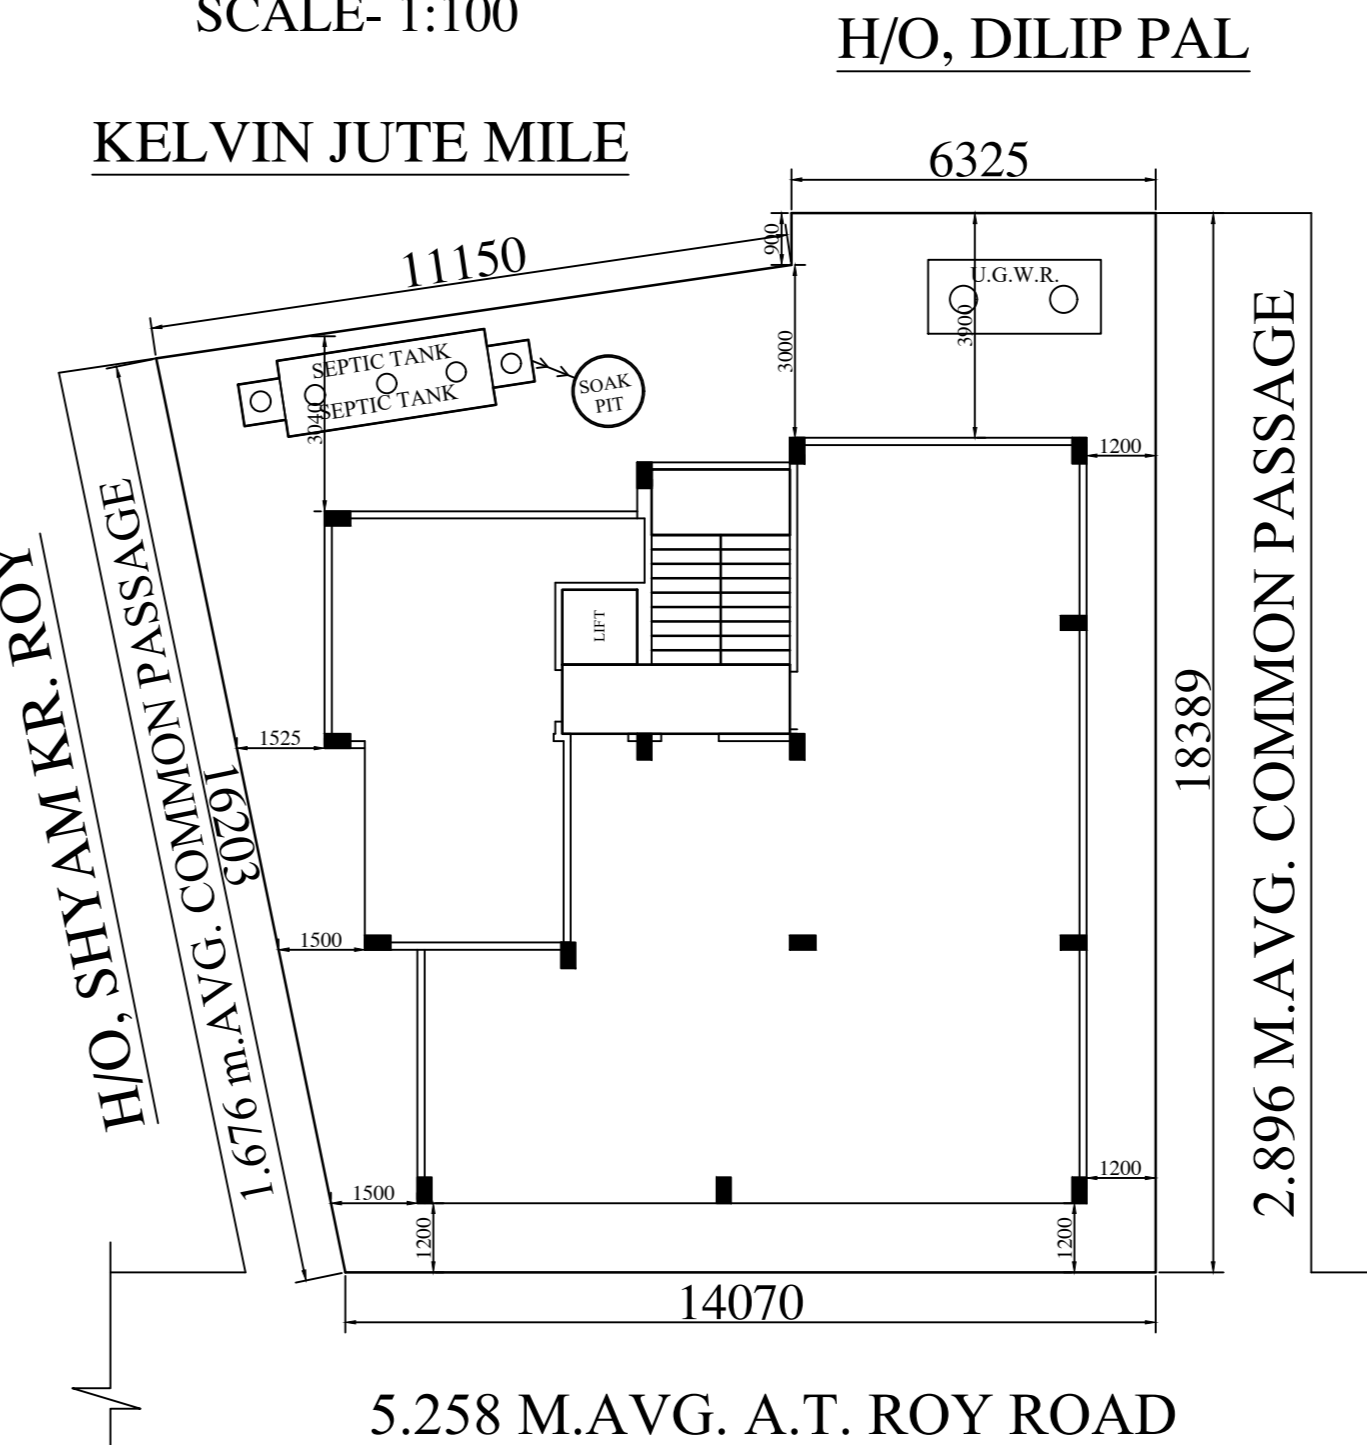 SCALE- 1:100
H/O, DILIP PAL
KELVIN JUTE MILE
6325
11150
900
U.G.W.R.
3000
3900
SEPTIC TANK
SEPTIC TANK
3040
SOAK
PIT
1200
H/O, SHYAM KR. ROY
1.676 m.AVG. COMMON PASSAGE
16203
LIFT
1525
18389
2.896 M.AVG. COMMON PASSAGE
1500
1500
1200
1200
1200
14070
5.258 M.AVG. A.T. ROY ROAD